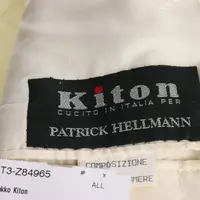 Kiton
CUCITO IN ITALIA PER
PATRICK HELLMANN
T3-Z84965
# x
ALL
kko Kiton
COMPOSIZIONE
MERE